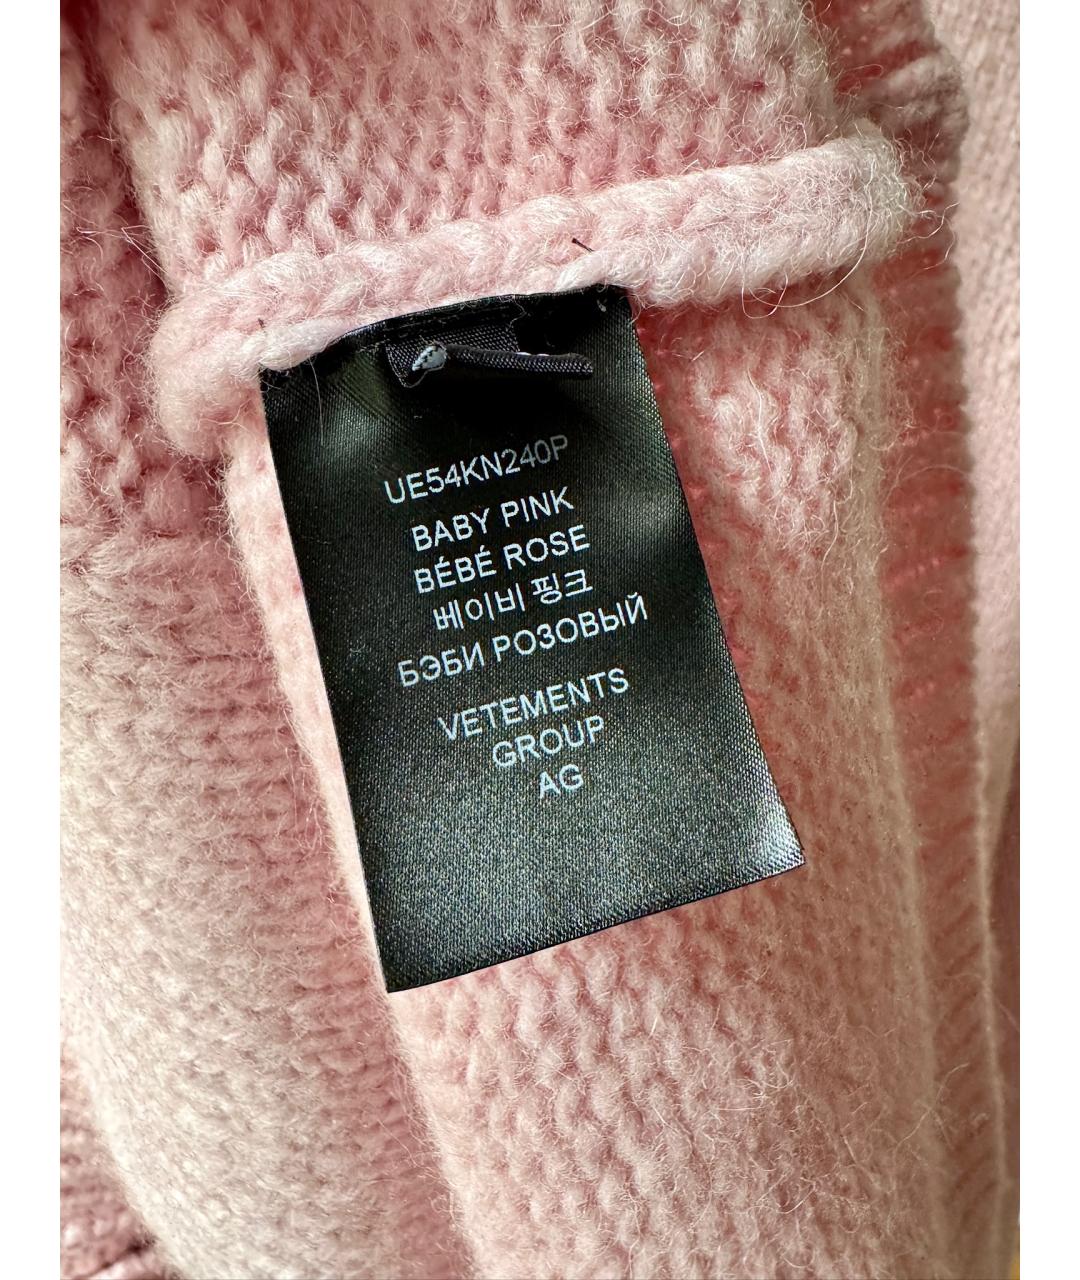 UE54KN240P
BABY PINK
BÉBÉ ROSE
베이비 핑크
БЭБИ РОЗОВЫЙ
VETEMENTS
GROUP
AG